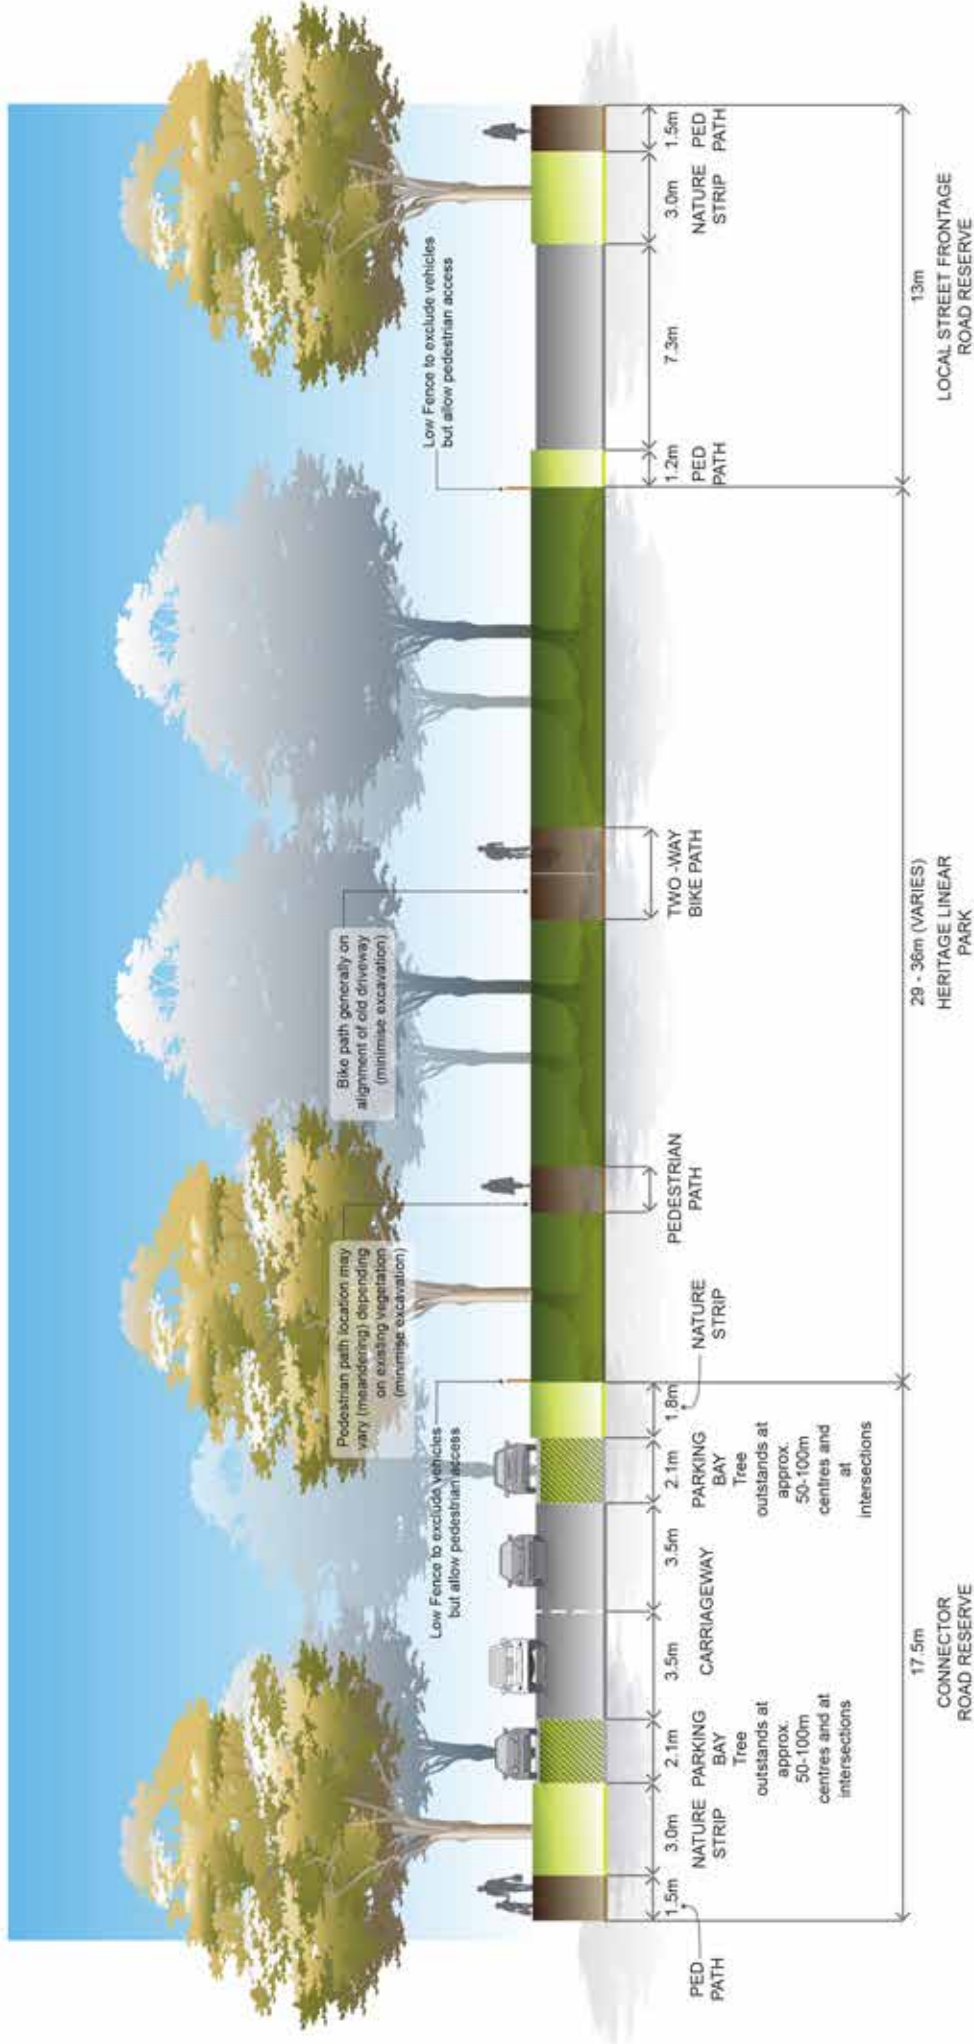 Low Fence to exclude vehicles
but allow pedestrian access
Pedestrian path location may
vary (meandering) depending
on existing vegetation
(minimise excavation)
Bike path generally on
alignment of old driveway
(minimise excavation)
Low Fence to exclude vehicles
but allow pedestrian access
1.5m
PED
PATH
3.0m
NATURE
STRIP
2.1m
PARKING
BAY
Tree
outstands at
approx.
50-100m
centres and at
intersections
3.5m
CARRIAGEWAY
3.5m
2.1m
PARKING
BAY
Tree
outstands at
approx.
50-100m
centres and
at
intersections
1.8m
NATURE
STRIP
PEDESTRIAN
PATH
TWO -WAY
BIKE PATH
1.2m
PED
PATH
7.3m
3.0m
NATURE
STRIP
1.5m
PED
PATH
17.5m
CONNECTOR
ROAD RESERVE
29 - 36m (VARIES)
HERITAGE LINEAR
PARK
13m
LOCAL STREET FRONTAGE
ROAD RESERVE